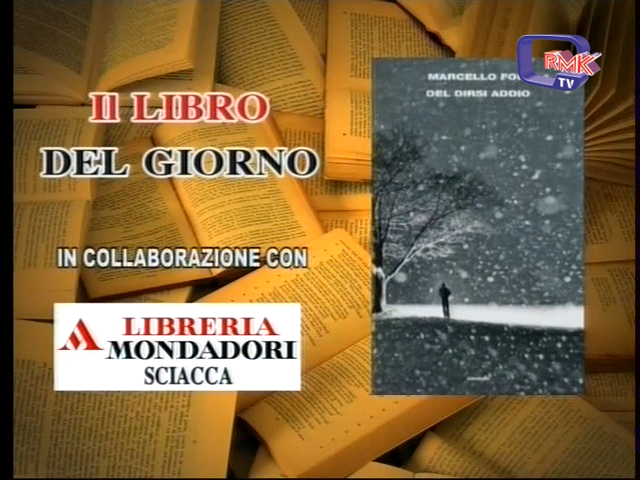 Il LIBRO
DEL GIORNO
IN COLLABORAZIONE CON
LIBRERIA
MONDADORI
SCIACCA
MARCELLO
DEL DIRSI ADDIO
RMK
TV